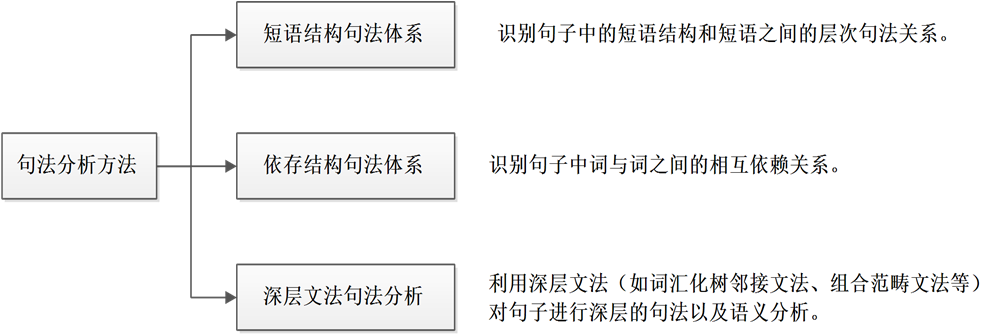 短语结构句法体系
识别句子中的短语结构和短语之间的层次句法关系。
句法分析方法
依存结构句法体系
识别句子中词与词之间的相互依赖关系。
深层文法句法分析
利用深层文法（如词汇化树邻接文法、组合范畴文法等）
对句子进行深层的句法以及语义分析。